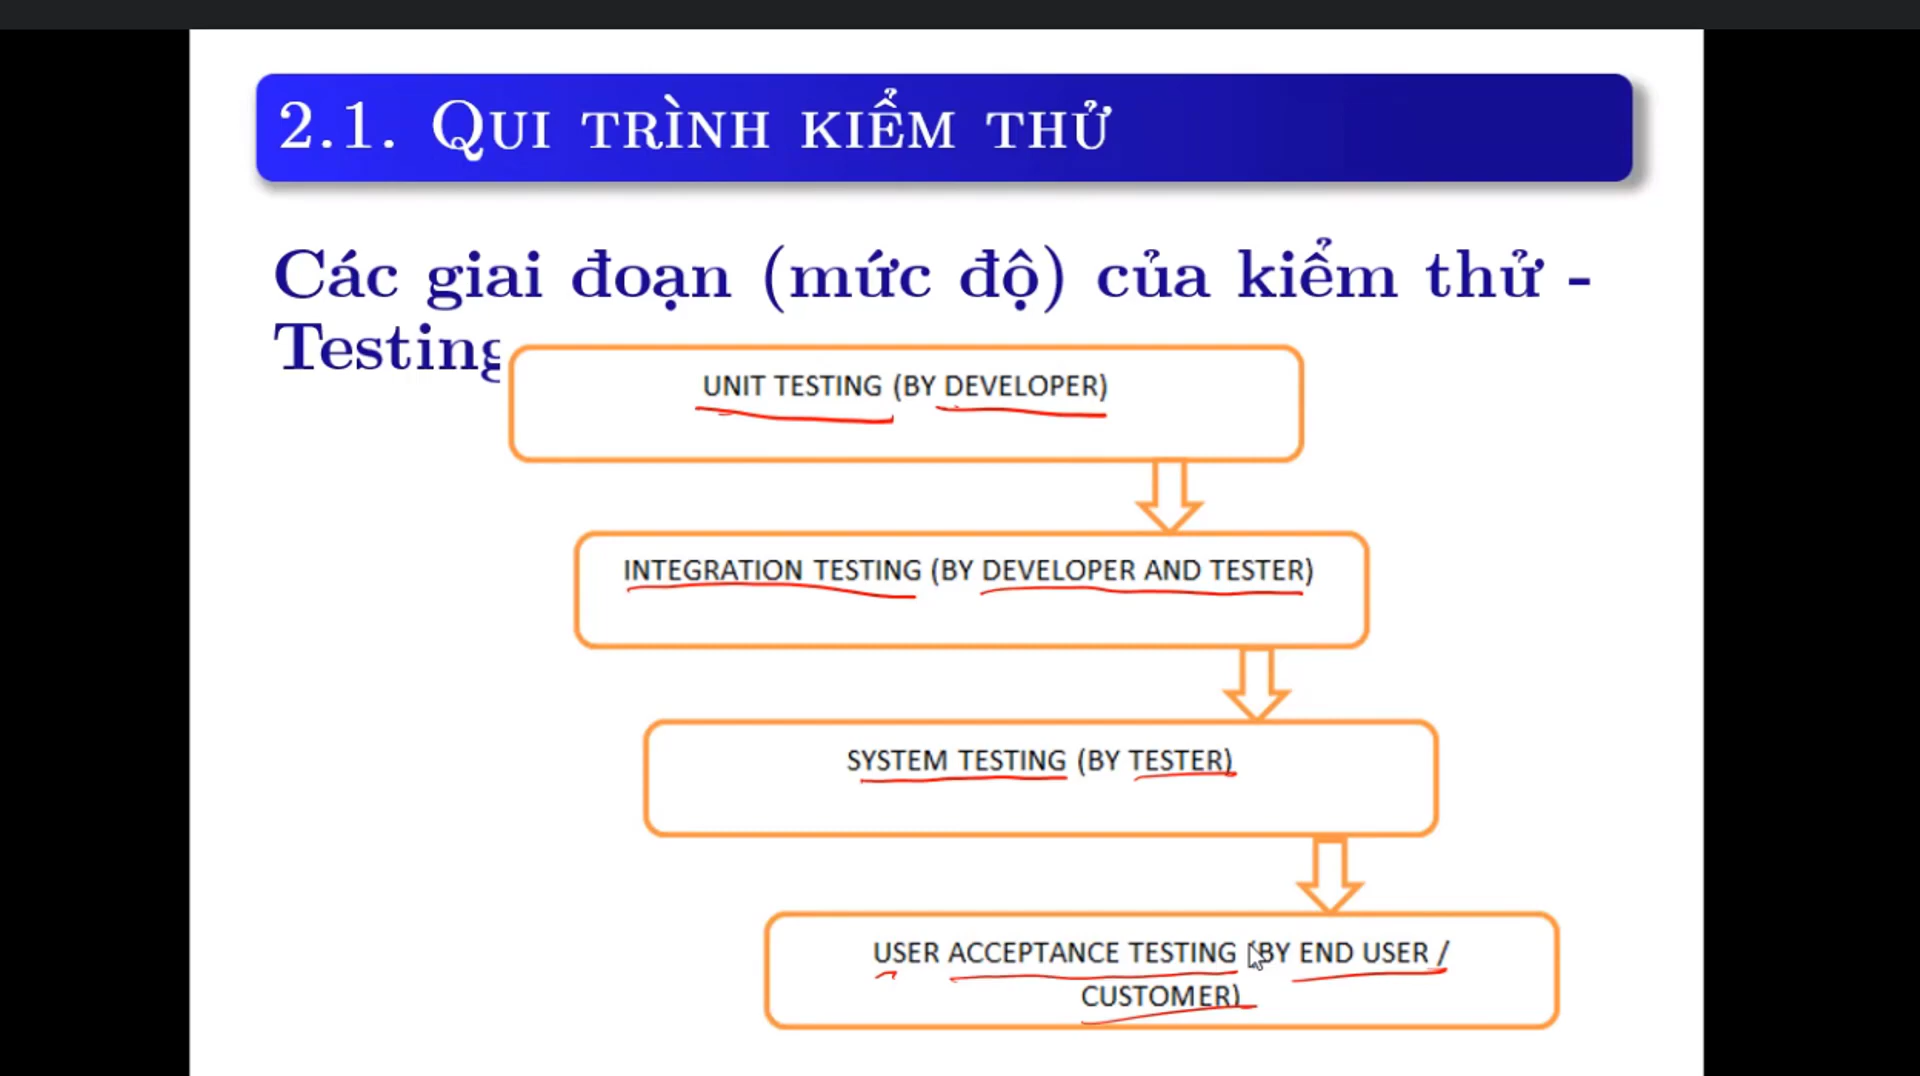 2.1. Qui trình kiểm thử
Các giai đoạn (mức độ) của kiểm thử -
Testing
UNIT TESTING (BY DEVELOPER)
INTEGRATION TESTING (BY DEVELOPER AND TESTER)
SYSTEM TESTING (BY TESTER)
USER ACCEPTANCE TESTING (BY END USER /
CUSTOMER)